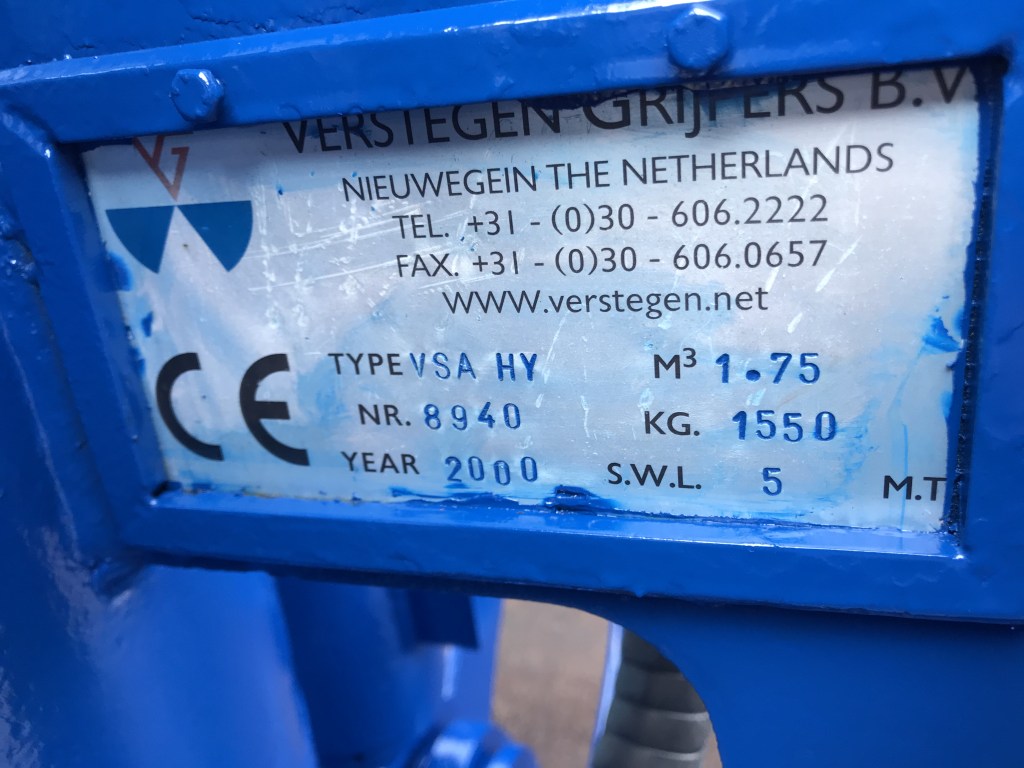 VG
VERSTEGEN GRIJPERS B.V
NIEUWEGEIN THE NETHERLANDS
TEL. +31 - (0)30 - 606.2222
FAX. +31 - (0)30 - 606.0657
WWW.verstegen.net
CE
TYPE VSA HY M³ 1.75
NR. 8940 KG. 1550
YEAR 2000 S.W.L. 5 M.T